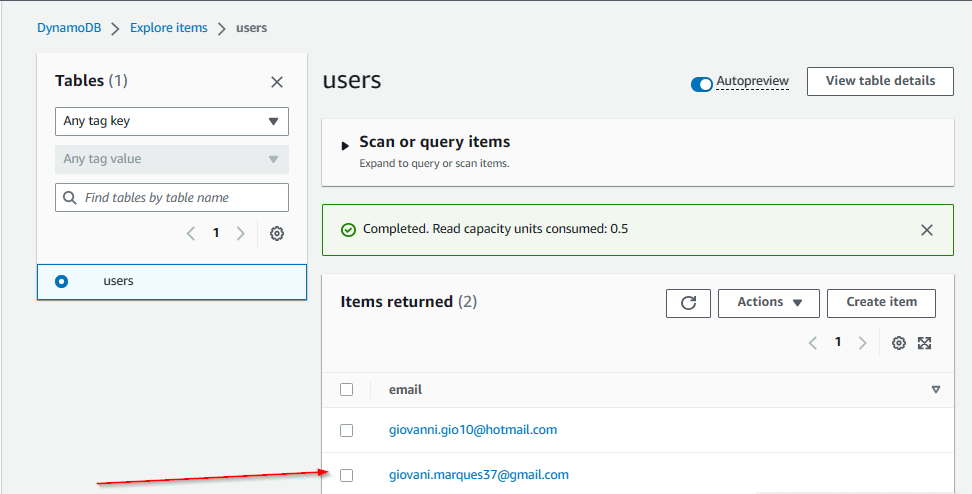 DynamoDB > Explore items > users
Tables (1)
Any tag key
Any tag value
Find tables by table name
1
users
users
Autopreview
View table details
Scan or query items
Expand to query or scan items.
Completed. Read capacity units consumed: 0.5
Items returned (2)
Actions
Create item
1
email
giovanni.gio10@hotmail.com
giovani.marques37@gmail.com